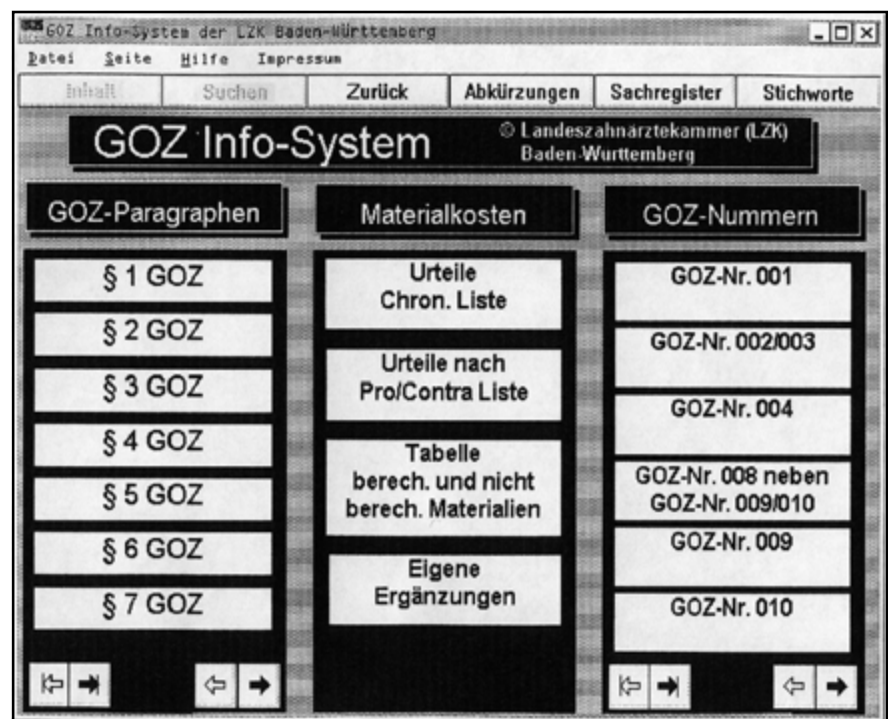 GOZ Info-System der LZK Baden-Württemberg
Datei Seite Hilfe Impressum
Inhalt Suchen Zurück Abkürzungen Sachregister Stichworte
GOZ Info-System
© Landeszahnärztekammer (LZK)
Baden-Württemberg
GOZ-Paragraphen
§ 1 GOZ
§ 2 GOZ
§ 3 GOZ
§ 4 GOZ
§ 5 GOZ
§ 6 GOZ
§ 7 GOZ
Materialkosten
Urteile
Chron. Liste
Urteile nach
Pro/Contra Liste
Tabelle
berech. und nicht
berech. Materialien
Eigene
Ergänzungen
GOZ-Nummern
GOZ-Nr. 001
GOZ-Nr. 002/003
GOZ-Nr. 004
GOZ-Nr. 008 neben
GOZ-Nr. 009/010
GOZ-Nr. 009
GOZ-Nr. 010